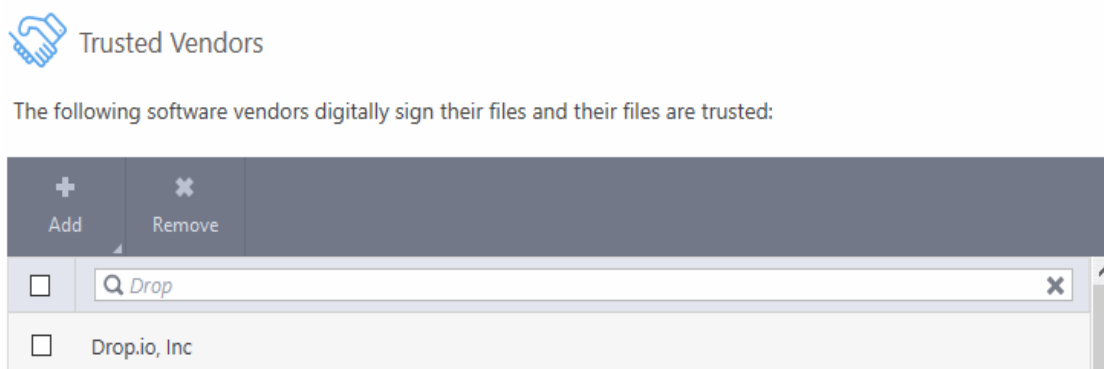 Trusted Vendors
The following software vendors digitally sign their files and their files are trusted:
Add
Remove
Drop
Drop.io, Inc